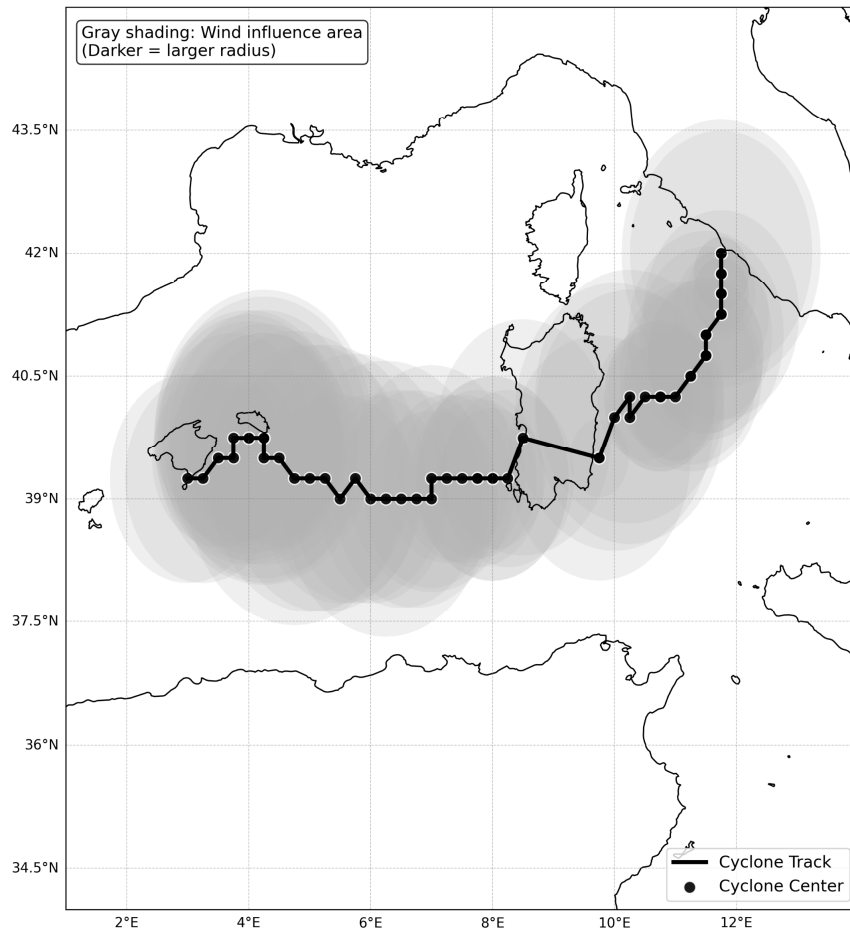 Gray shading: Wind influence area
(Darker = larger radius)
43.5°N
42°N
40.5°N
39°N
37.5°N
36°N
34.5°N
Cyclone Track
Cyclone Center
2°E
4°E
6°E
8°E
10°E
12°E